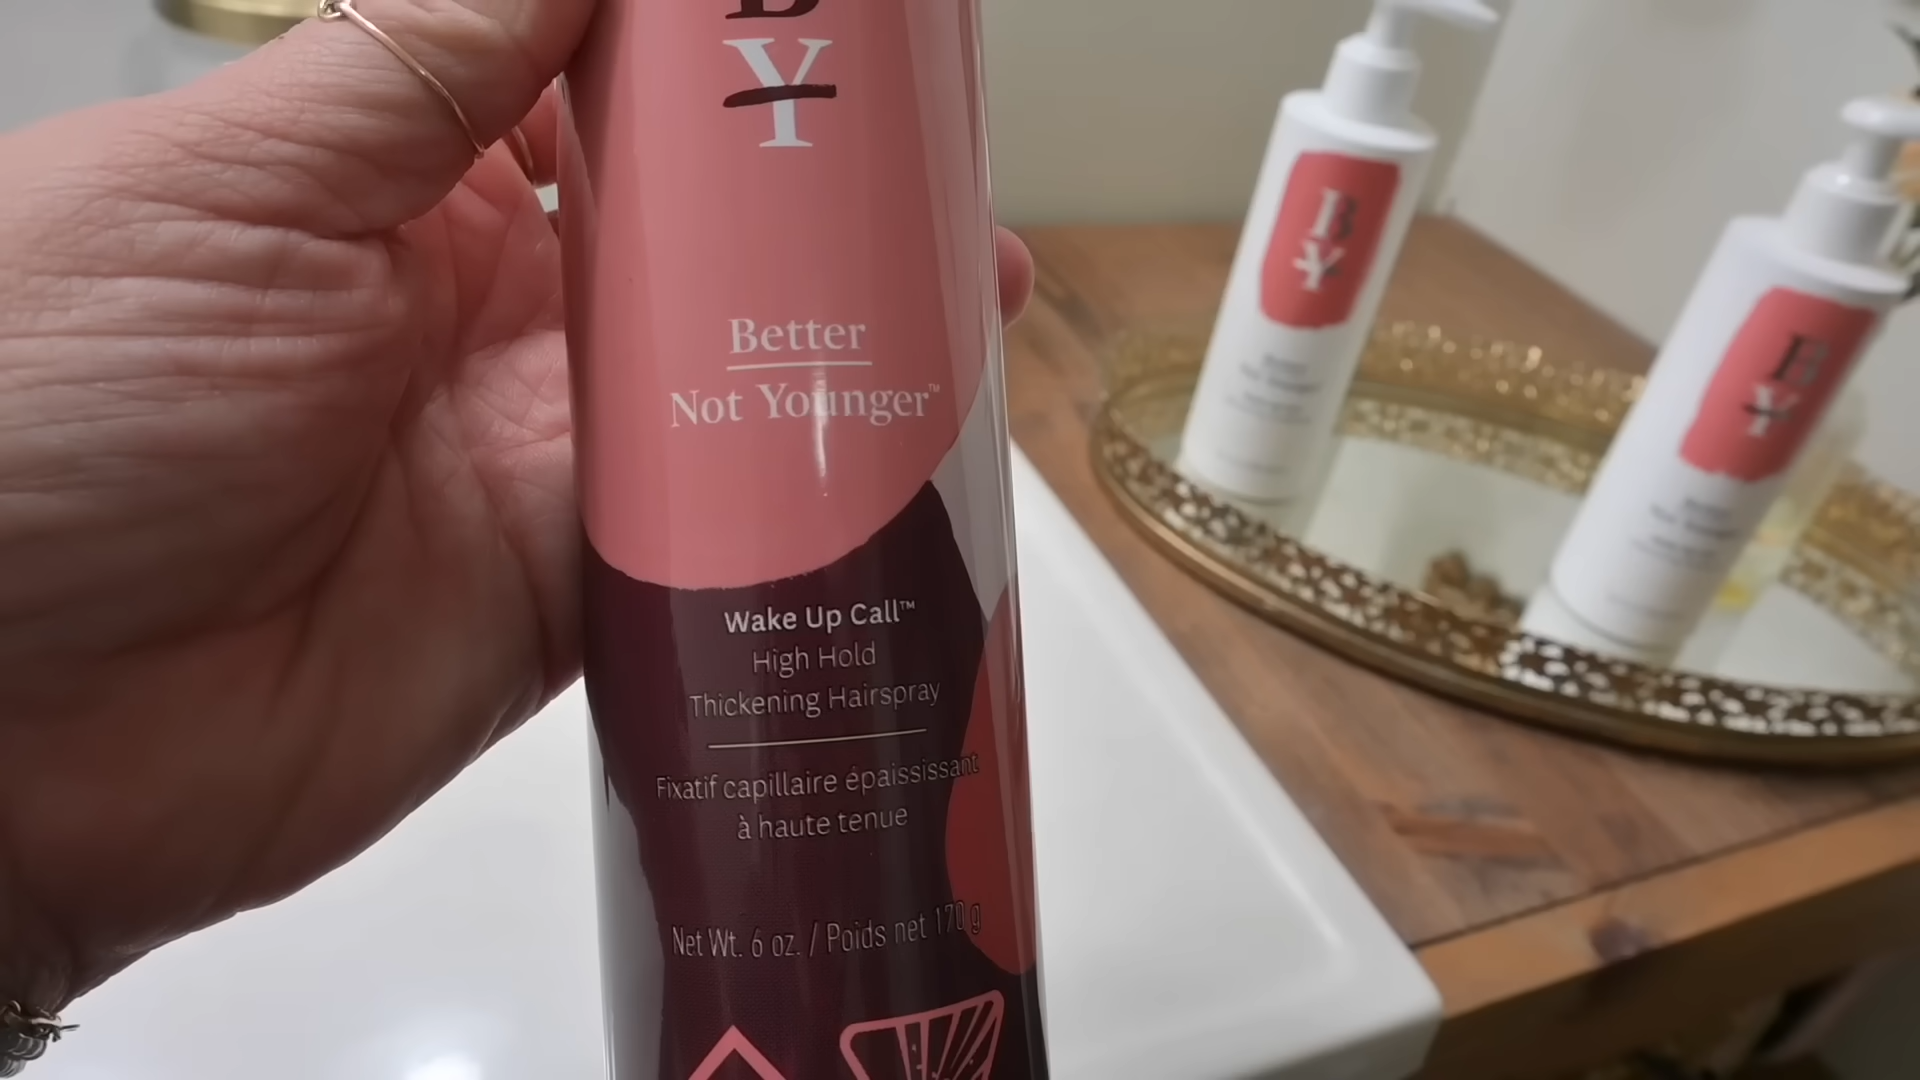 B
Y
Better
Not Younger™
Wake Up Call™
High Hold
Thickening Hairspray
Fixatif capillaire épaississant
à haute tenue
Net Wt. 6 oz. / Poids net 170 g
B
Y
B
Y